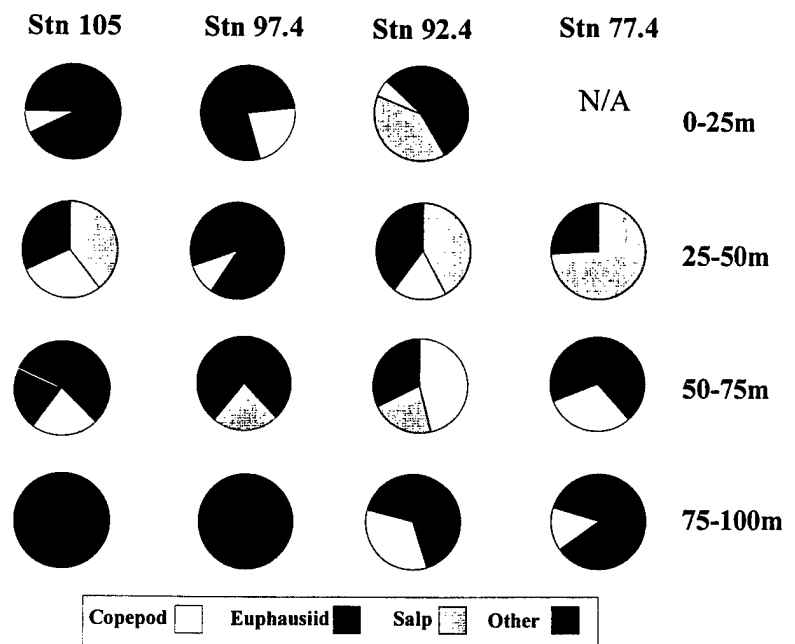 Stn 105 Stn 97.4 Stn 92.4 Stn 77.4
N/A 0-25m
25-50m
50-75m
75-100m
Copepod Euphausiid Salp Other